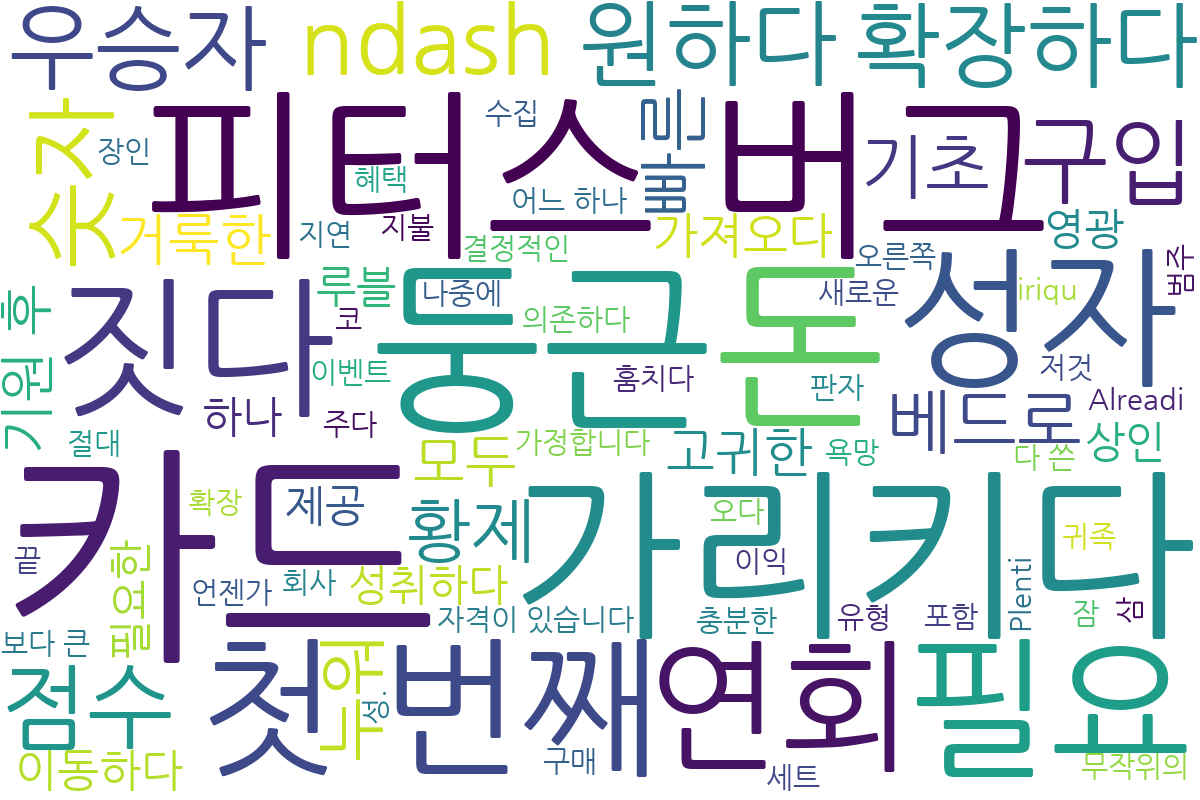 우승자
ndash
원하다
확장하다
숫자
장인
피터스버그
수집
빠른
기초
구입
혜택
어느 하나
거룩한
지연
지불
결정적인
가져오다
영광
오른쪽
범주
기원 후
짓다
루블
나중에
코
의존하다
둥근
돈
새로운
성자
iriqu
이벤트
훔치다
판자
저것
하나
주다
절대
베드로
Alreadi
모두
가정합니다
고귀한
욕망
다 쓴
상인
카드
확장
제공
황제
가리키다
오다
이익
귀족
끝
필요한
언젠가
회사
성취하다
자격이 있습니다
충분한
유형
포함
Plenti
잠
삼
보다 큰
점수
첫 번째
누워
성.
연회
필요
이동하다
구매
세트
무작위의